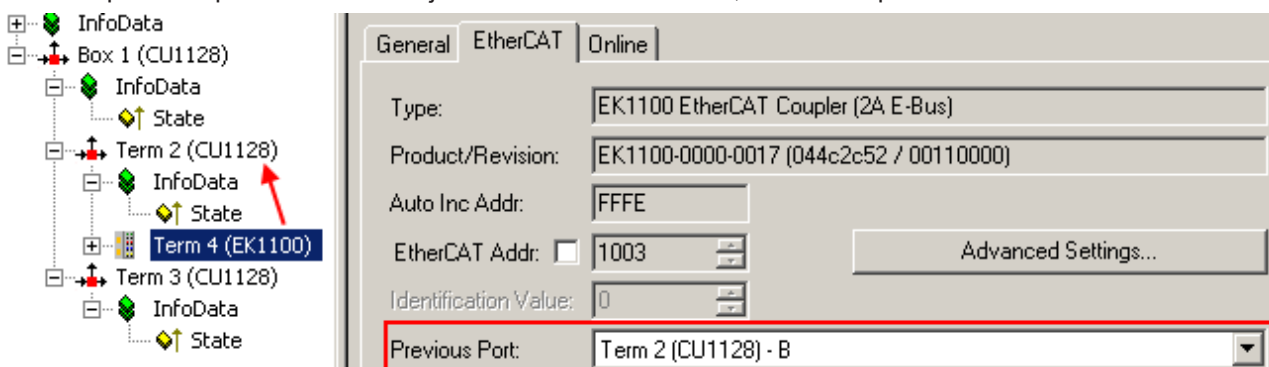 InfoData
Box 1 (CU1128)
InfoData
State
Term 2 (CU1128)
InfoData
State
Term 4 (EK1100)
Term 3 (CU1128)
InfoData
State
General EtherCAT Online
Type: EK1100 EtherCAT Coupler (2A E-Bus)
Product/Revision: EK1100-0000-0017 (044c2c52 / 00110000)
Auto Inc Addr: FFFE
EtherCAT Addr: 1003 Advanced Settings...
Identification Value: 0
Previous Port: Term 2 (CU1128) - B